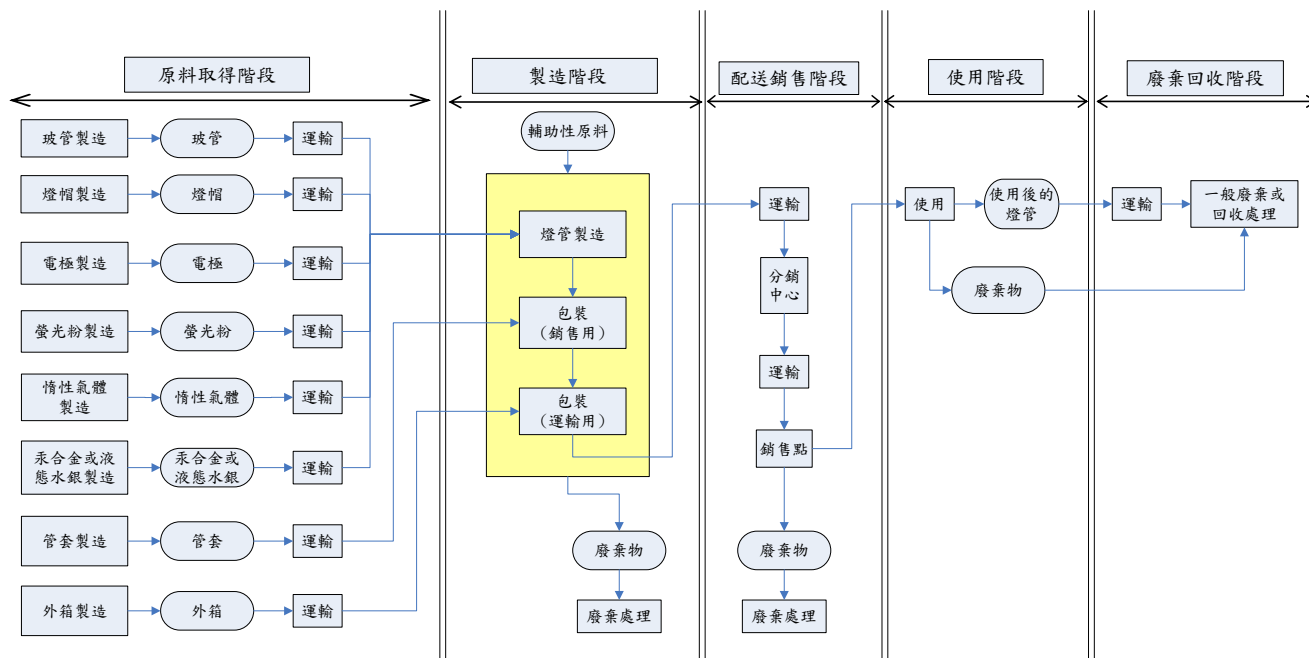 原料取得階段
製造階段
配送銷售階段
使用階段
廢棄回收階段
玻管製造
玻管
運輸
燈帽製造
燈帽
運輸
電極製造
電極
運輸
螢光粉製造
螢光粉
運輸
惰性氣體
製造
惰性氣體
運輸
汞合金或液
態水銀製造
汞合金或
液態水銀
運輸
管套製造
管套
運輸
外箱製造
外箱
運輸
輔助性原料
燈管製造
包裝
（銷售用）
包裝
（運輸用）
廢棄物
廢棄處理
運輸
分銷
中心
運輸
銷售點
廢棄物
廢棄處理
使用
使用後的
燈管
廢棄物
運輸
一般廢棄或
回收處理